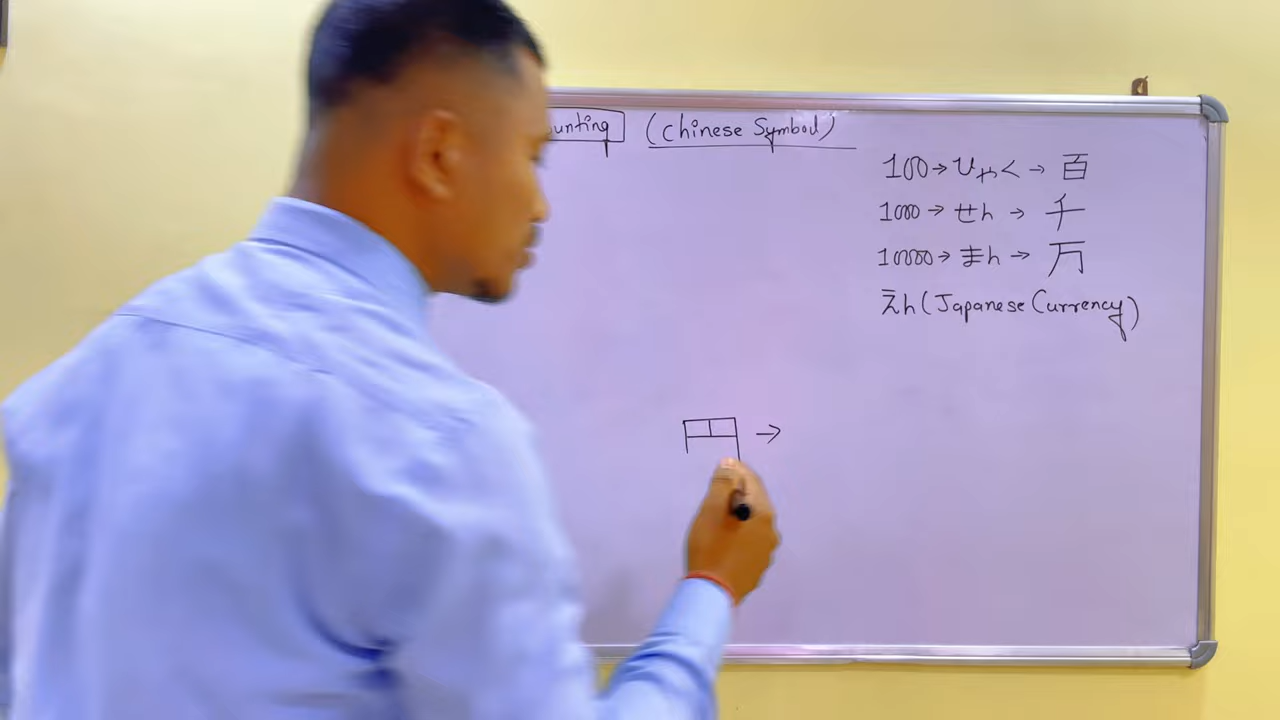 unting (Chinese Symbol)
100→ひゃく→百
1000→せん→千
10000→まん→万
えん(Japanese Currency)
円→